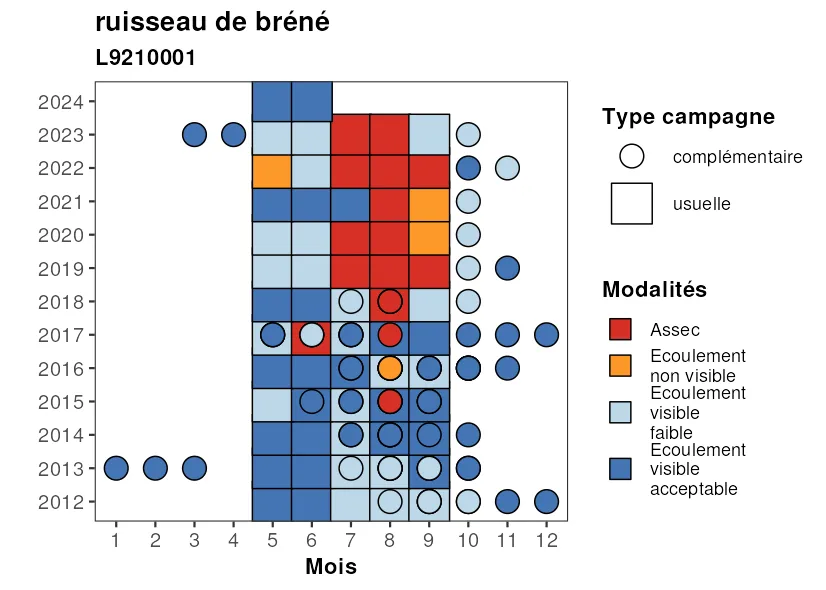 ruisseau de bréné
L9210001
2024
2023
2022
2021
2020
2019
2018
2017
2016
2015
2014
2013
2012
1 2 3 4 5 6 7 8 9 10 11 12
Mois
Type campagne
complémentaire
usuelle
Modalités
Assec
Ecoulement
non visible
Ecoulement
visible
faible
Ecoulement
visible
acceptable